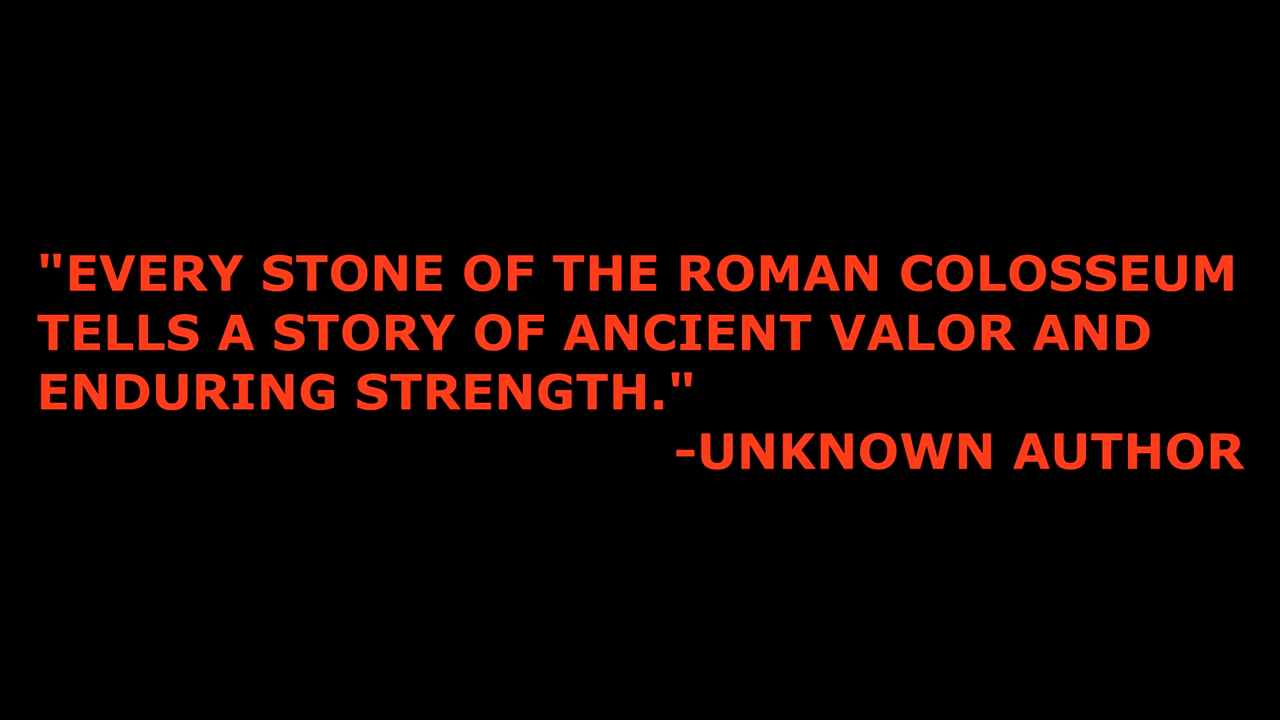 "EVERY STONE OF THE ROMAN COLOSSEUM
TELLS A STORY OF ANCIENT VALOR AND
ENDURING STRENGTH."
-UNKNOWN AUTHOR